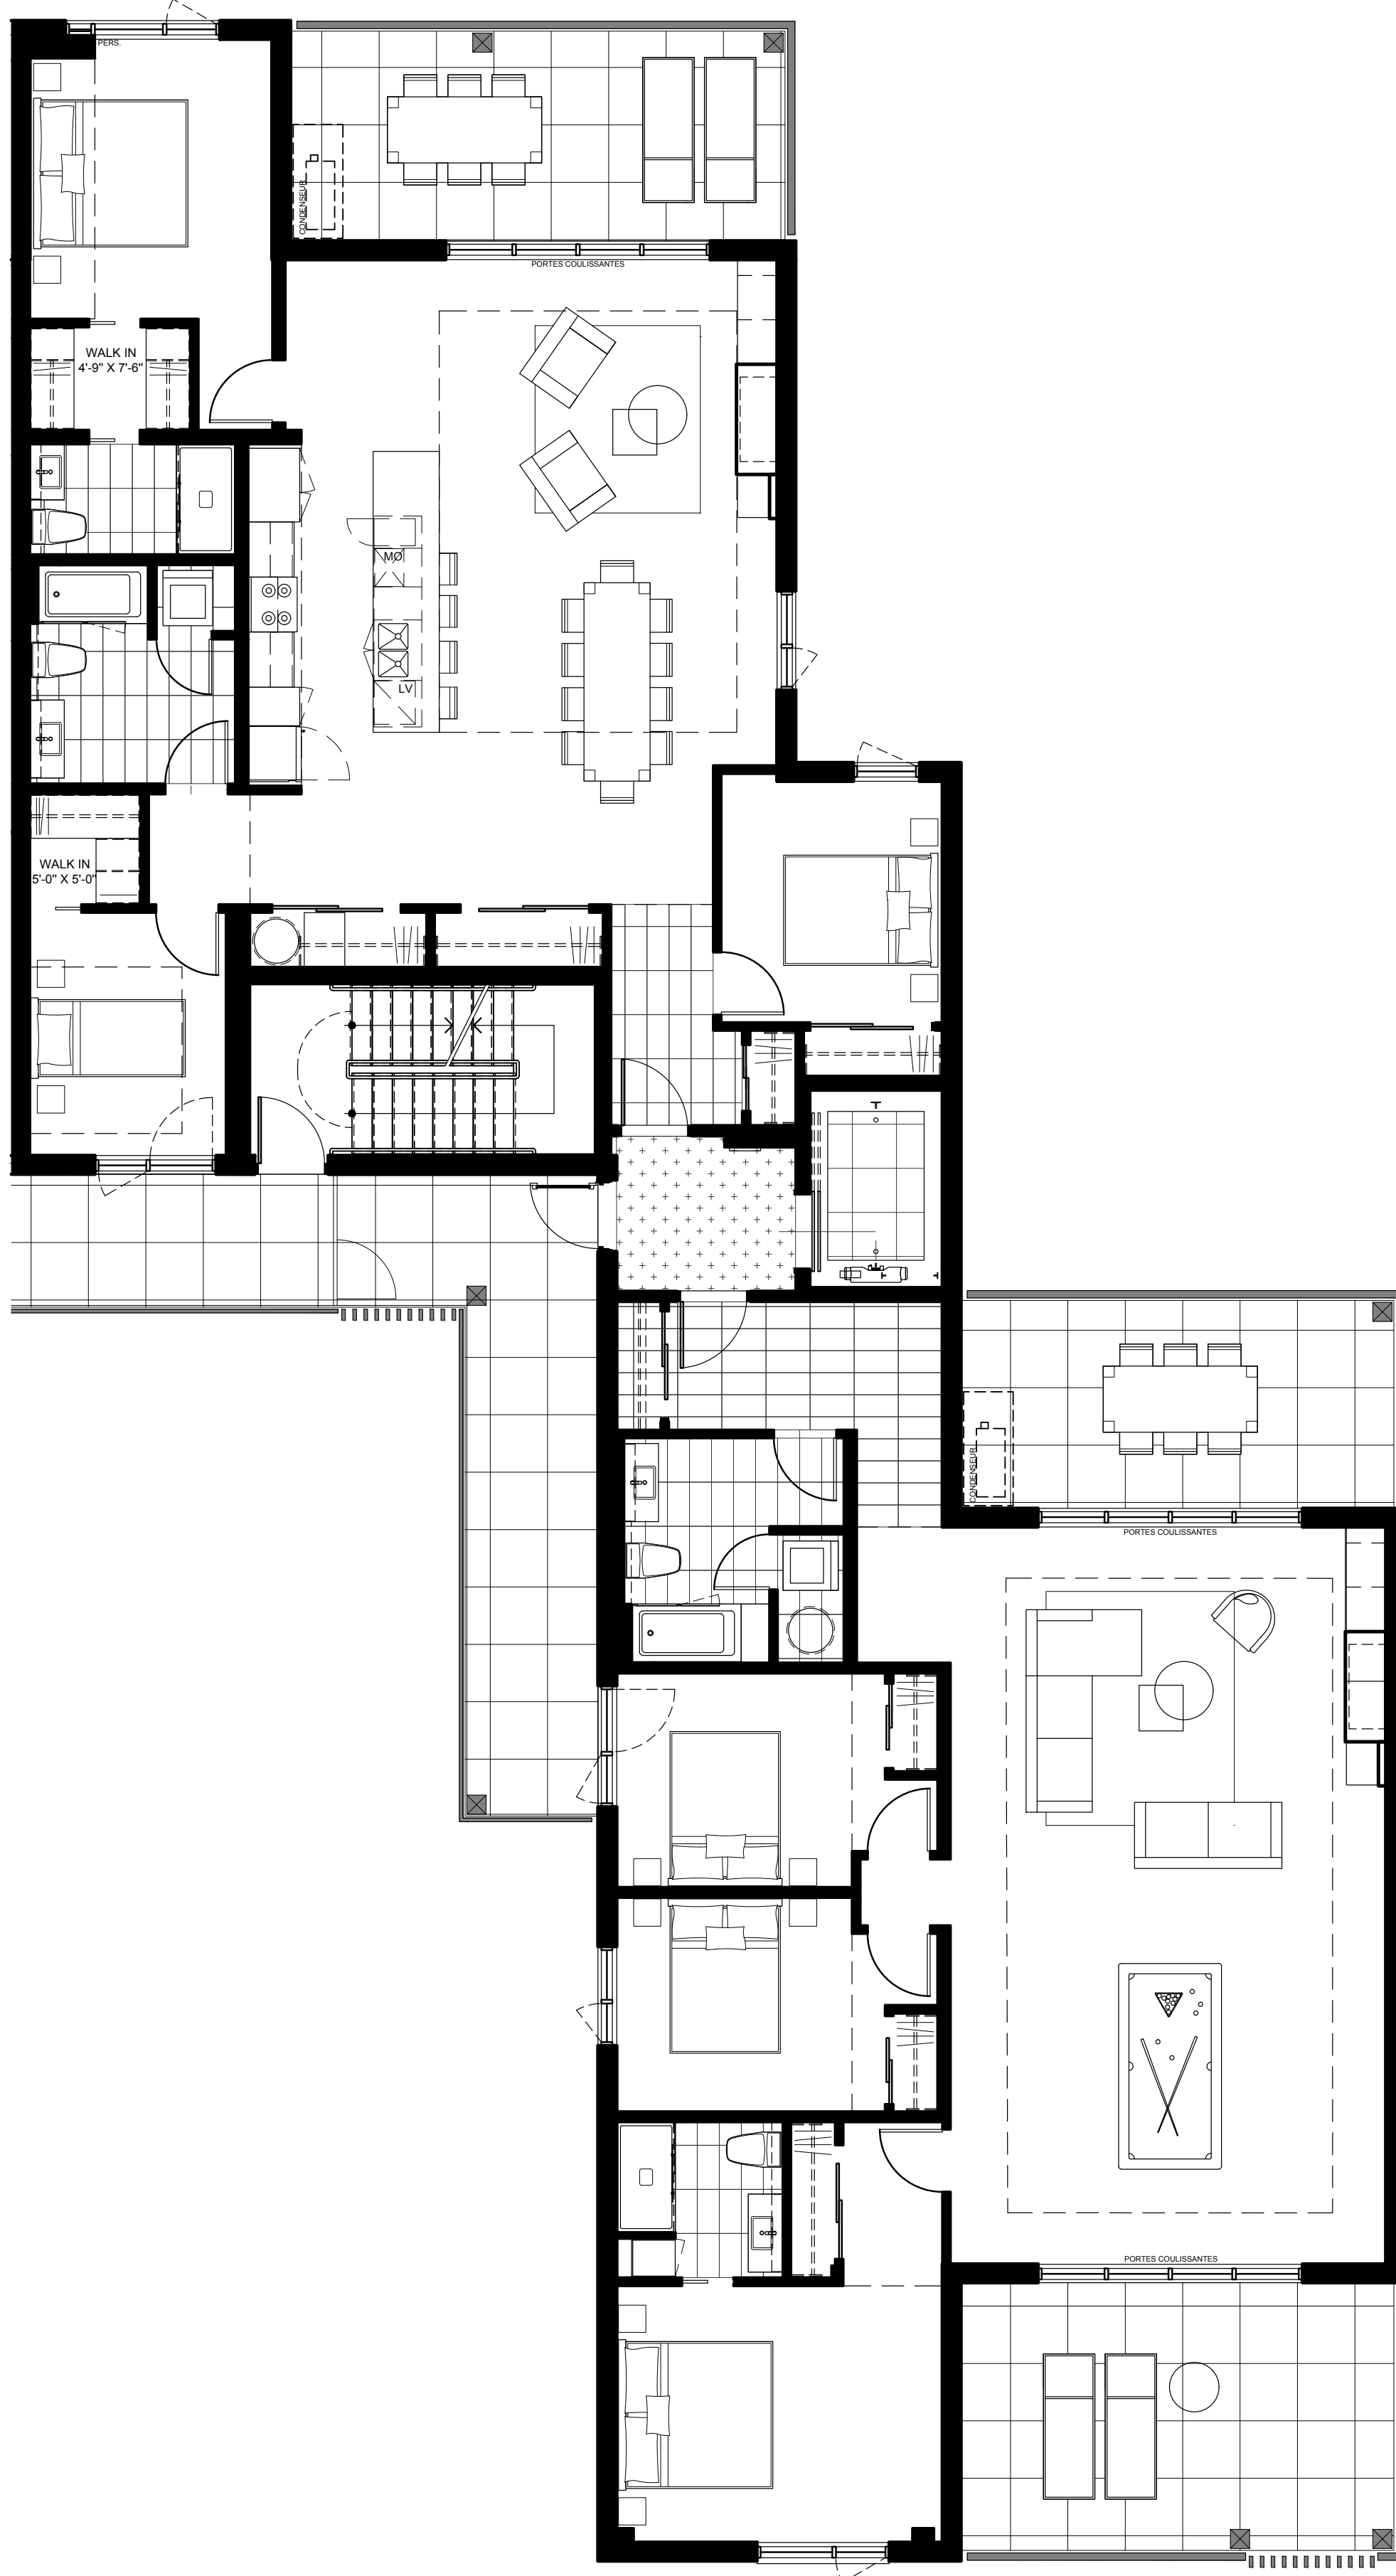 PERS.
CONDENSEUR
PORTES COULISSANTES
WALK IN
4'-9" X 7'-6"
MO
LV
WALK IN
5'-0" X 5'-0"
CONDENSEUR
PORTES COULISSANTES
PORTES COULISSANTES